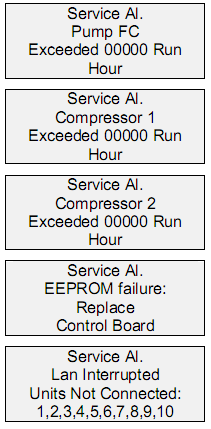 Service Al.
Pump FC
Exceeded 00000 Run
Hour
Service Al.
Compressor 1
Exceeded 00000 Run
Hour
Service Al.
Compressor 2
Exceeded 00000 Run
Hour
Service Al.
EEPROM failure:
Replace
Control Board
Service Al.
Lan Interrupted
Units Not Connected:
1,2,3,4,5,6,7,8,9,10